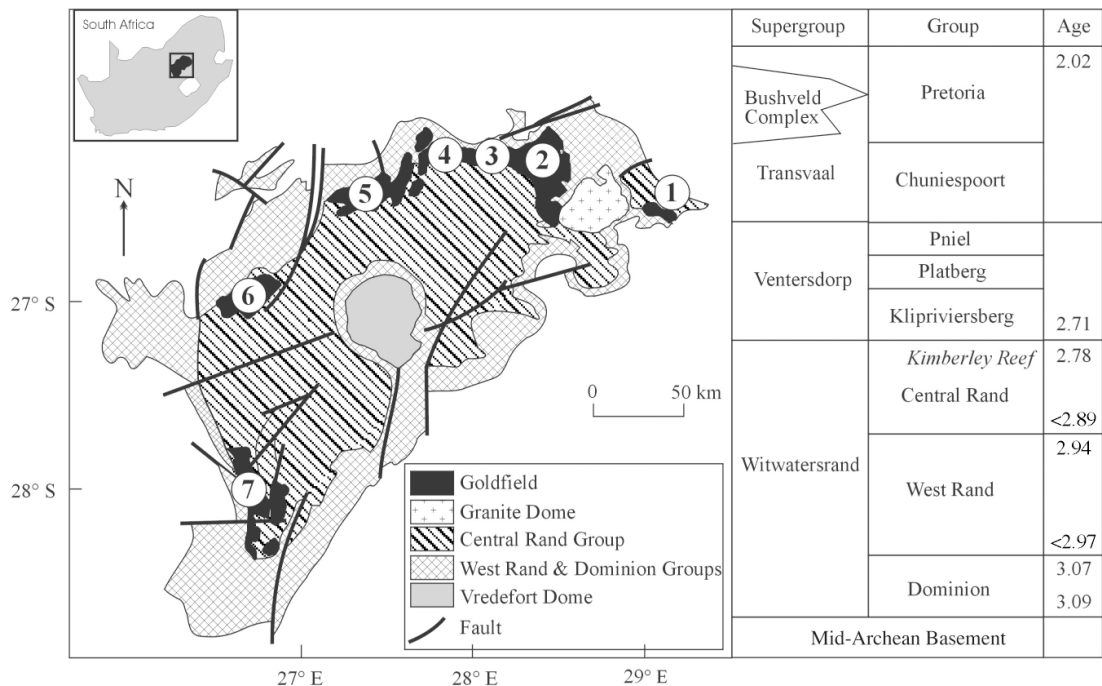 South Africa
N
1
2
3
4
5
6
7
27° S
28° S
27° E
28° E
29° E
0
50 km
Goldfield
Granite Dome
Central Rand Group
West Rand & Dominion Groups
Vredefort Dome
Fault
Supergroup
Group
Age
Bushveld
Complex
Transvaal
Pretoria
2.02
Chuniespoort
Ventersdorp
Pniel
Platberg
Klipriviersberg
2.71
Witwatersrand
Kimberley Reef
2.78
Central Rand
<2.89
West Rand
2.94
<2.97
Dominion
3.07
3.09
Mid-Archean Basement